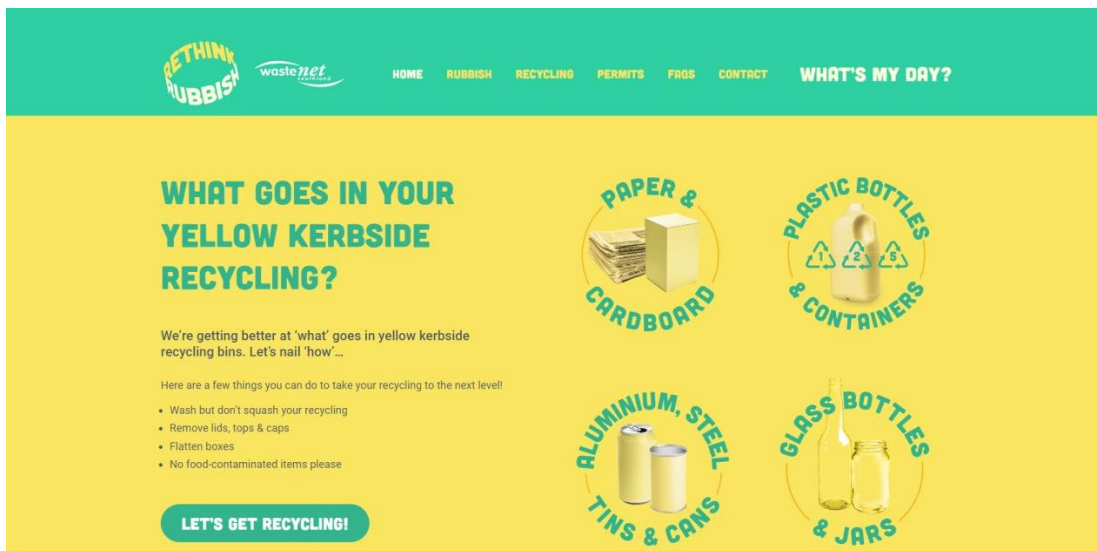 RETHINK
RUBBISH
wastenet
southland
HOME
RUBBISH
RECYCLING
PERMITS
FAQS
CONTACT
WHAT'S MY DAY?
WHAT GOES IN YOUR
YELLOW KERBSIDE
RECYCLING?
We're getting better at 'what' goes in yellow kerbside
recycling bins. Let's nail 'how'...
Here are a few things you can do to take your recycling to the next level!
• Wash but don't squash your recycling
• Remove lids, tops & caps
• Flatten boxes
• No food-contaminated items please
LET'S GET RECYCLING!
PAPER &
CARDBOARD
PLASTIC BOTTLES
1 2 5
& CONTAINERS
ALUMINIUM, STEEL
TINS & CANS
GLASS BOTTLES
& JARS